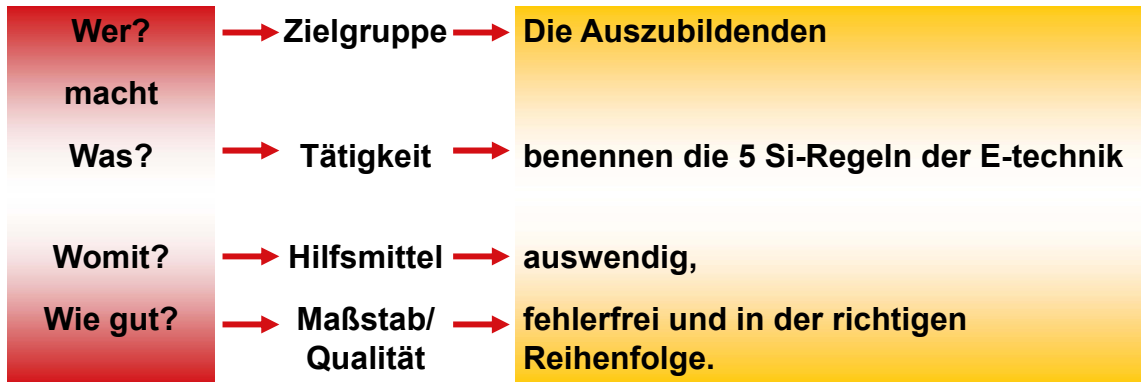 Wer? Zielgruppe Die Auszubildenden
macht
Was? Tätigkeit benennen die 5 Si-Regeln der E-technik
Womit? Hilfsmittel auswendig,
Wie gut? Maßstab/ fehlerfrei und in der richtigen
Qualität Reihenfolge.